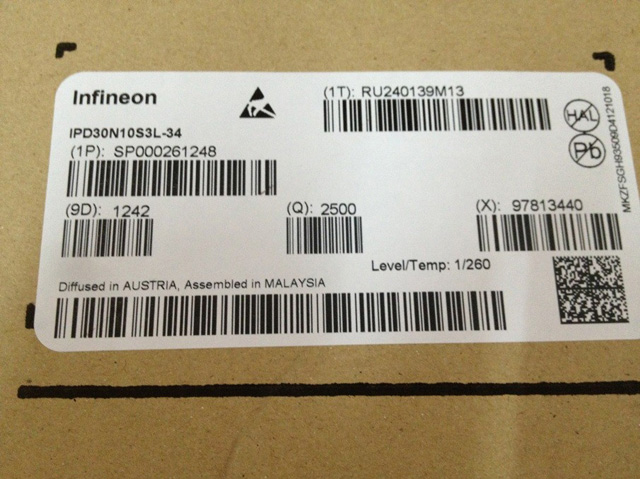 Infineon
(1T): RU240139M13
HAL
IPD30N10S3L-34
(1P): SP000261248
Pb
(9D): 1242
(Q): 2500
(X): 97813440
Level/Temp: 1/260
Diffused in AUSTRIA, Assembled in MALAYSIA